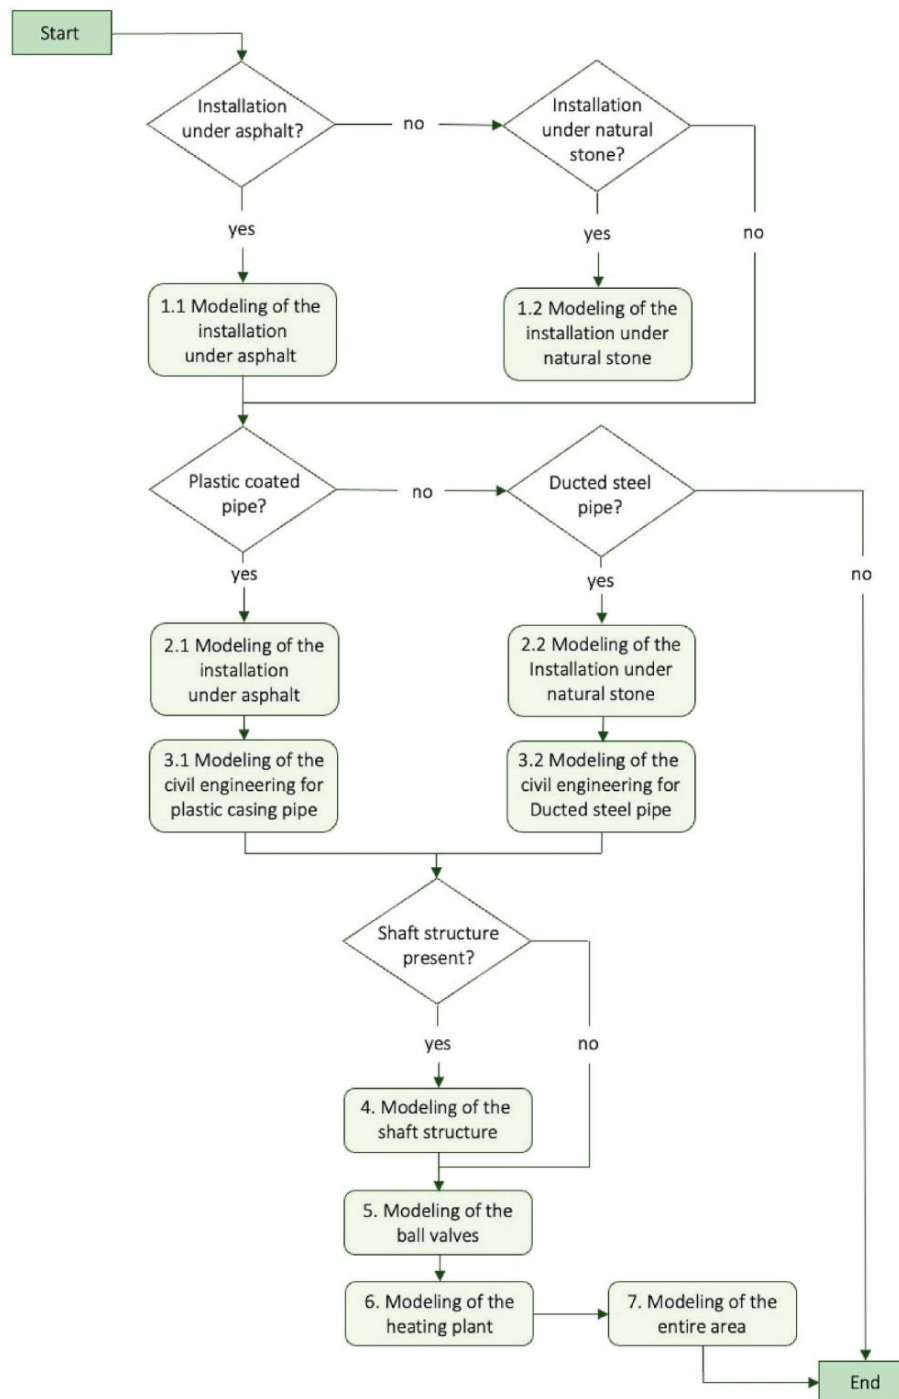 Start
Installation
under asphalt?
no
Installation
under natural
stone?
yes
yes
no
1.1 Modeling of the
installation
under asphalt
1.2 Modeling of the
installation under
natural stone
Plastic coated
pipe?
no
Ducted steel
pipe?
yes
yes
no
2.1 Modeling of the
installation
under asphalt
2.2 Modeling of the
Installation under
natural stone
3.1 Modeling of the
civil engineering for
plastic casing pipe
3.2 Modeling of the
civil engineering for
Ducted steel pipe
Shaft structure
present?
yes
no
4. Modeling of the
shaft structure
5. Modeling of the
ball valves
6. Modeling of the
heating plant
7. Modeling of the
entire area
End